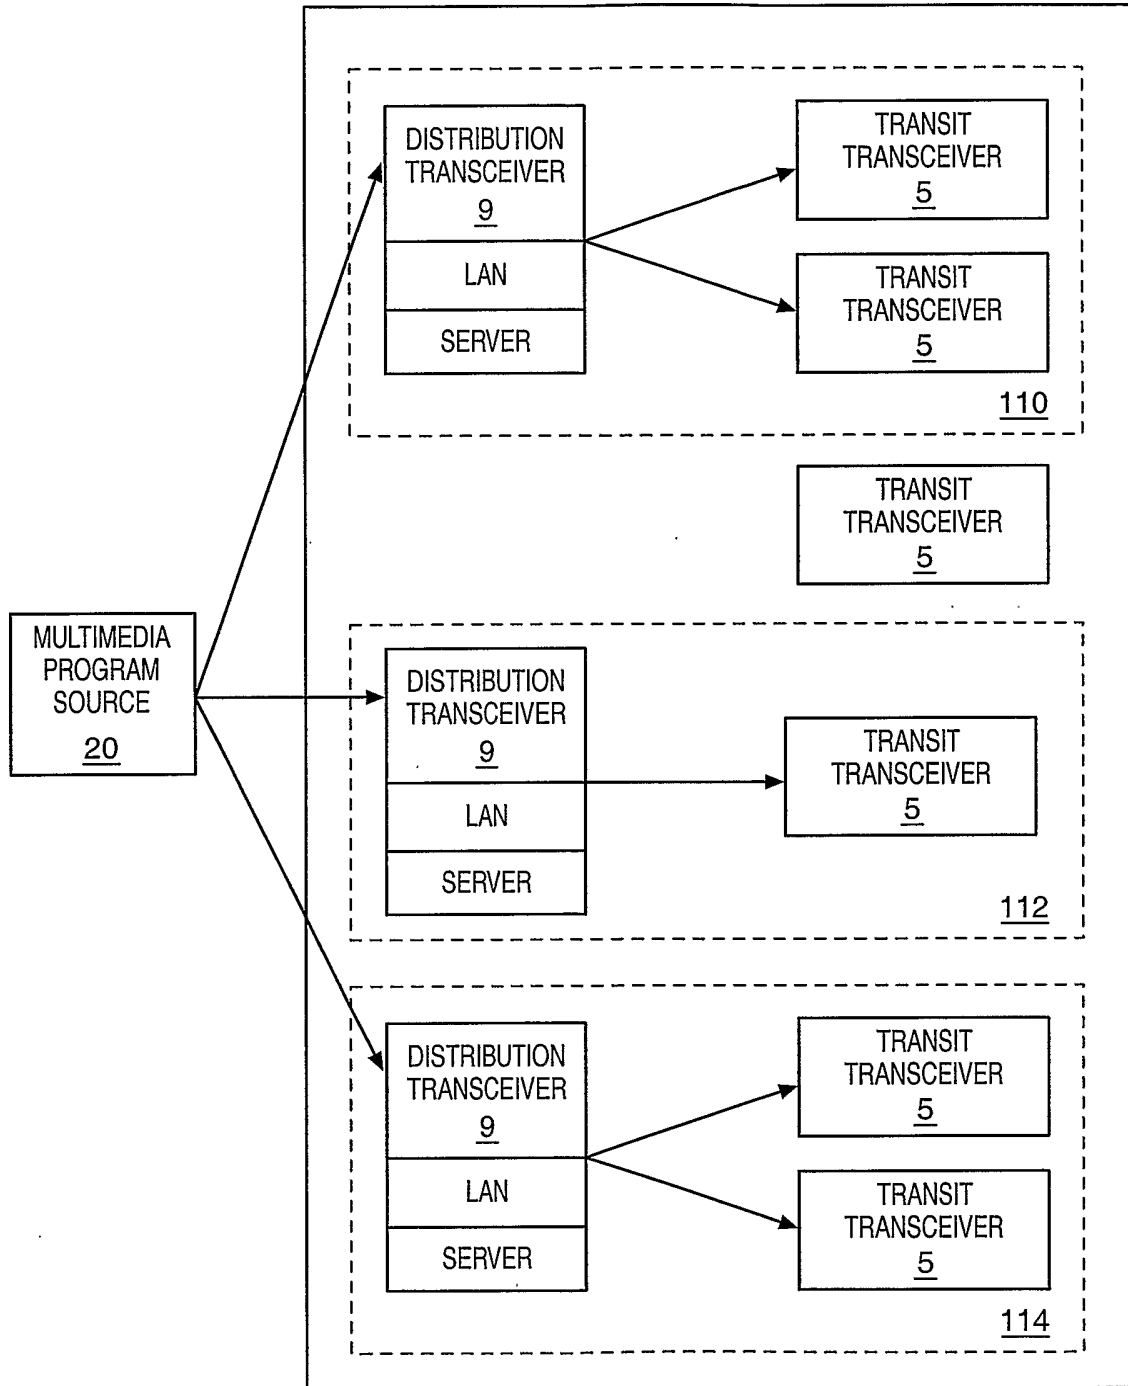 DISTRIBUTION
TRANSCEIVER
9
LAN
SERVER
TRANSIT
TRANSCEIVER
5
TRANSIT
TRANSCEIVER
5
110
TRANSIT
TRANSCEIVER
5
MULTIMEDIA
PROGRAM
SOURCE
20
DISTRIBUTION
TRANSCEIVER
9
LAN
SERVER
TRANSIT
TRANSCEIVER
5
112
DISTRIBUTION
TRANSCEIVER
9
LAN
SERVER
TRANSIT
TRANSCEIVER
5
TRANSIT
TRANSCEIVER
5
114